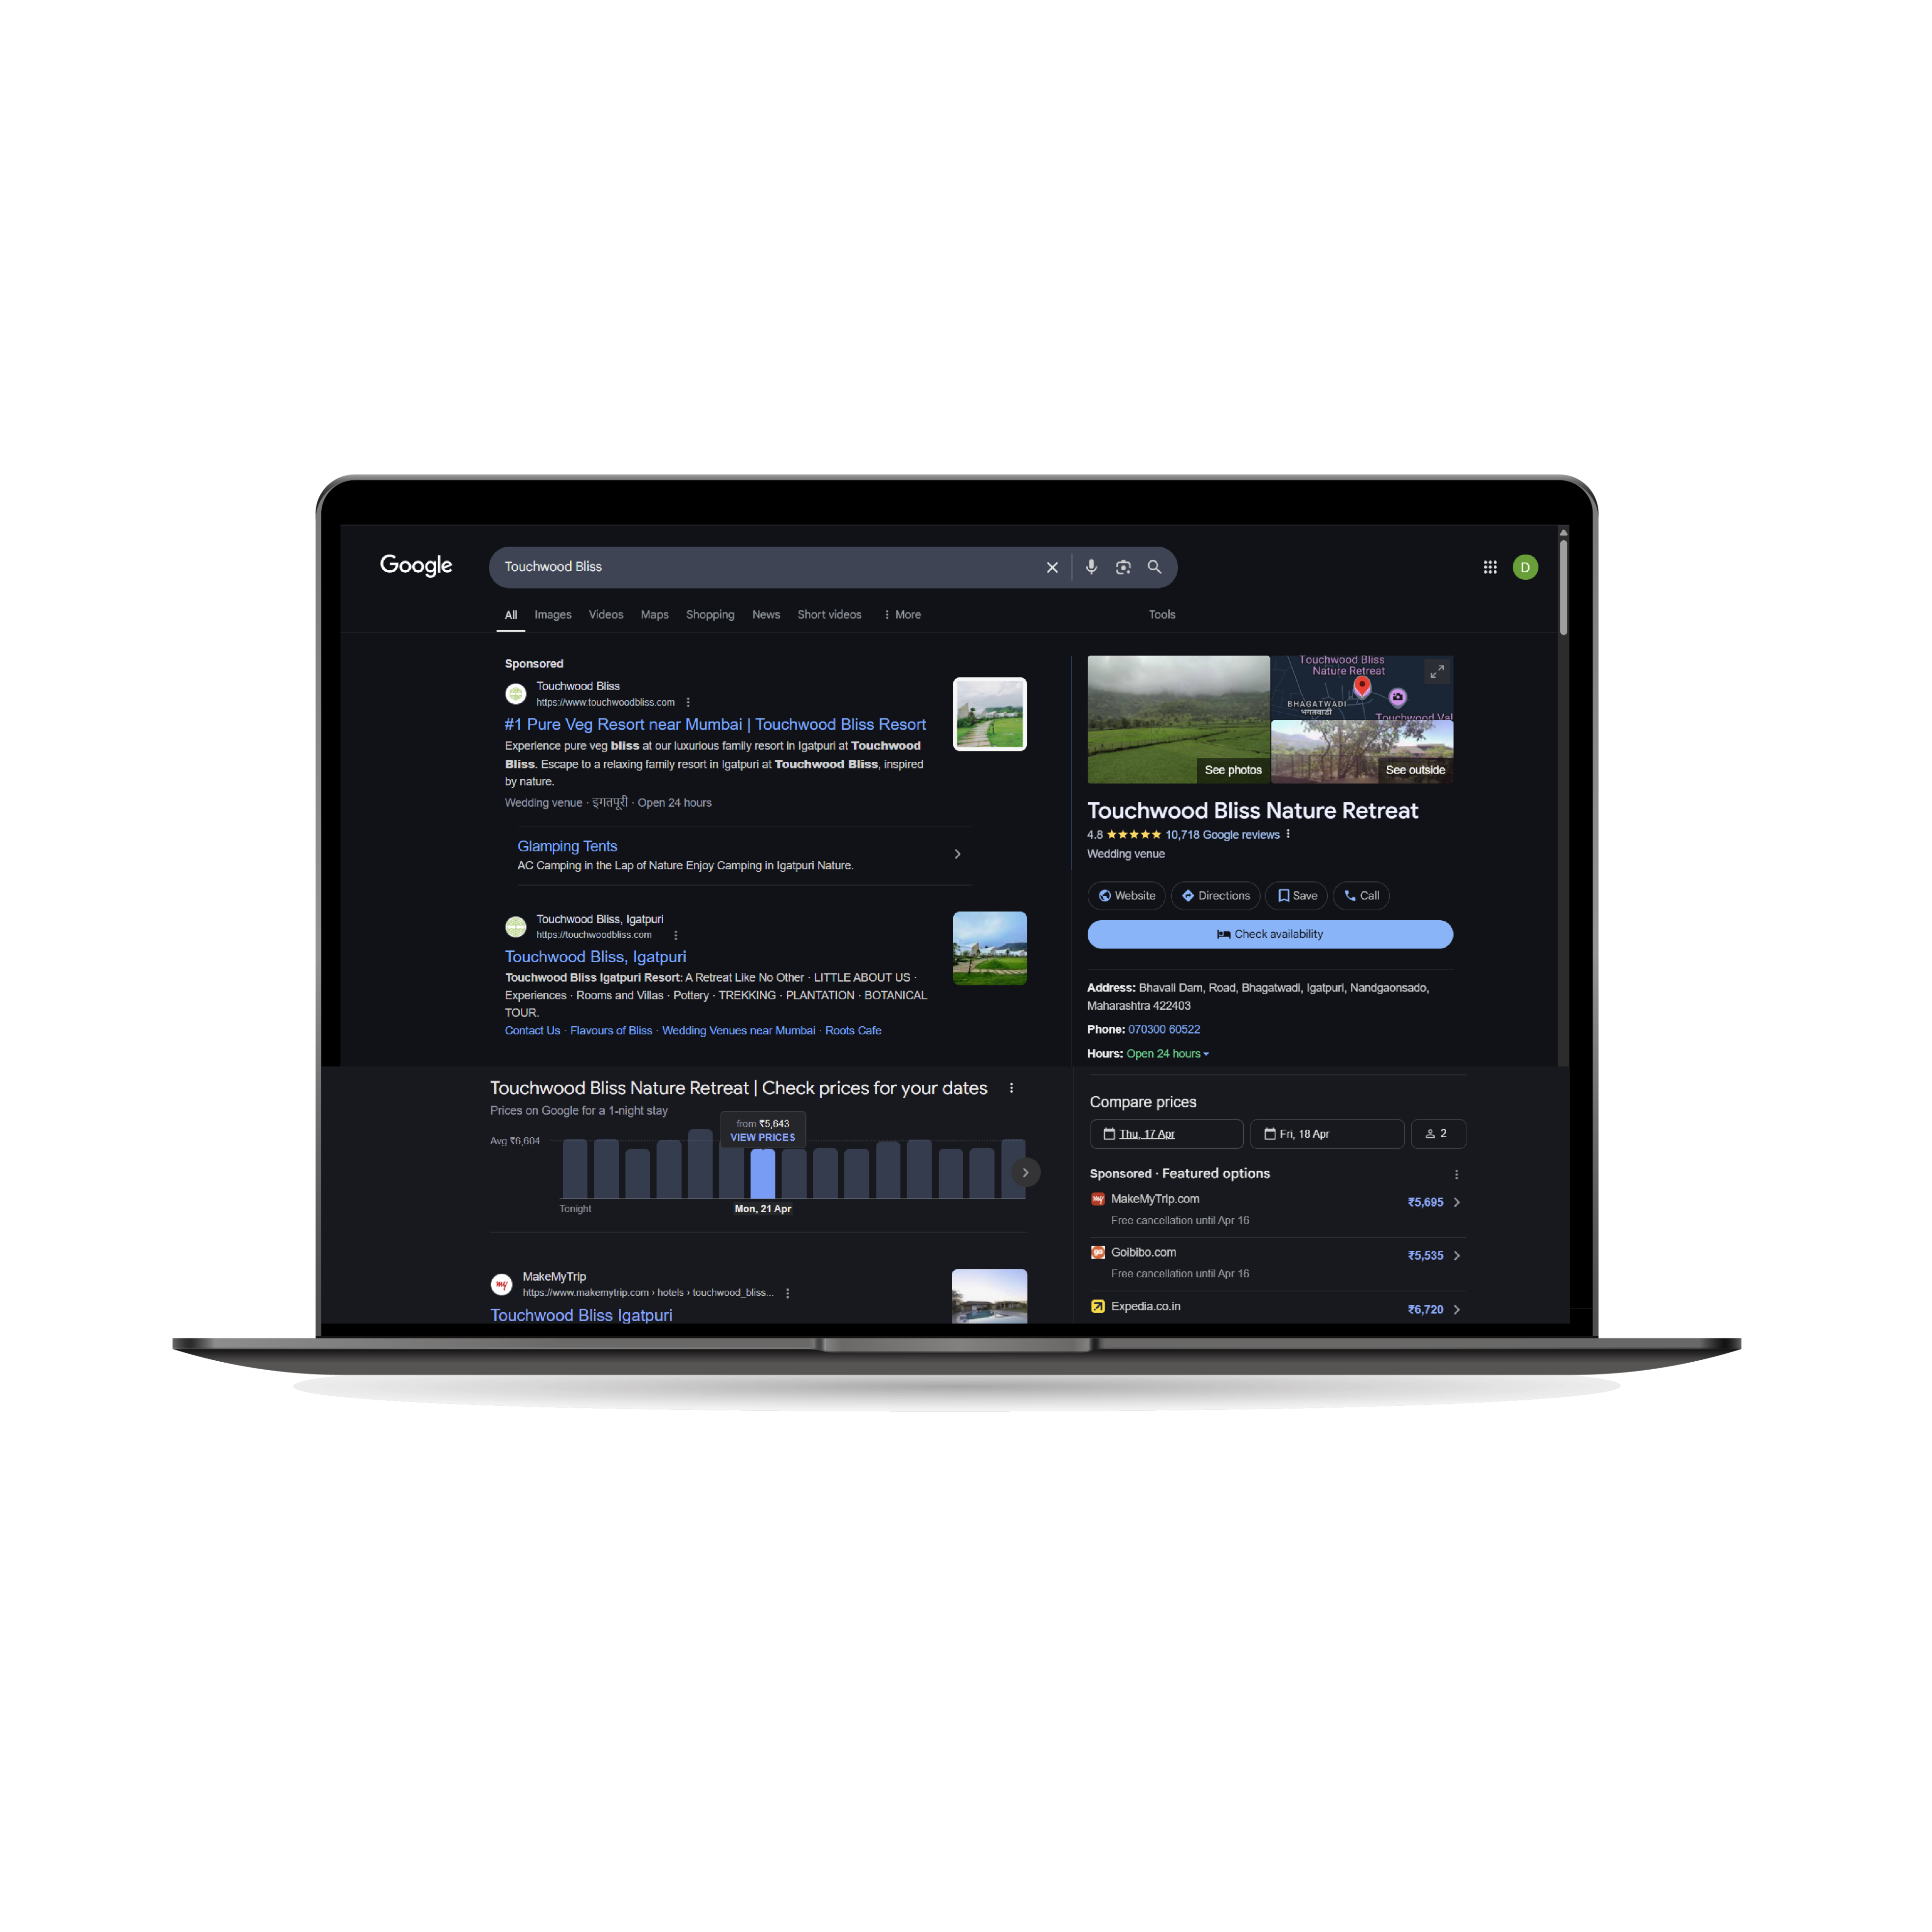 Google
Touchwood Bliss
All Images Videos Maps Shopping News Short videos More Tools
D
Sponsored
Touchwood Bliss
https://www.touchwoodbliss.com
#1 Pure Veg Resort near Mumbai | Touchwood Bliss Resort
Experience pure veg bliss at our luxurious family resort in Igatpuri at Touchwood
Bliss. Escape to a relaxing family resort in Igatpuri at Touchwood Bliss, inspired
by nature.
Wedding venue · इगतपूरी · Open 24 hours
Glamping Tents
AC Camping in the Lap of Nature Enjoy Camping in Igatpuri Nature.
Touchwood Bliss, Igatpuri
https://touchwoodbliss.com
Touchwood Bliss, Igatpuri
Touchwood Bliss Igatpuri Resort: A Retreat Like No Other · LITTLE ABOUT US ·
Experiences · Rooms and Villas · Pottery · TREKKING · PLANTATION · BOTANICAL
TOUR.
Contact Us · Flavours of Bliss · Wedding Venues near Mumbai · Roots Cafe
Touchwood Bliss Nature Retreat | Check prices for your dates
Prices on Google for a 1-night stay
from ₹5,643
VIEW PRICES
Avg ₹6,604
Tonight
Mon, 21 Apr
MakeMyTrip
https://www.makemytrip.com › hotels › touchwood_bliss...
Touchwood Bliss Igatpuri
Touchwood Bliss
Nature Retreat
BHAGATWADI
भगतवाडी
Touchwood Val
See photos
See outside
Touchwood Bliss Nature Retreat
4.8 10,718 Google reviews
Wedding venue
Website Directions Save Call
Check availability
Address: Bhavali Dam, Road, Bhagatwadi, Igatpuri, Nandgaonsado,
Maharashtra 422403
Phone: 070300 60522
Hours: Open 24 hours
Compare prices
Thu, 17 Apr Fri, 18 Apr 2
Sponsored · Featured options
my MakeMyTrip.com ₹5,695
Free cancellation until Apr 16
go Goibibo.com ₹5,535
Free cancellation until Apr 16
Expedia.co.in ₹6,720